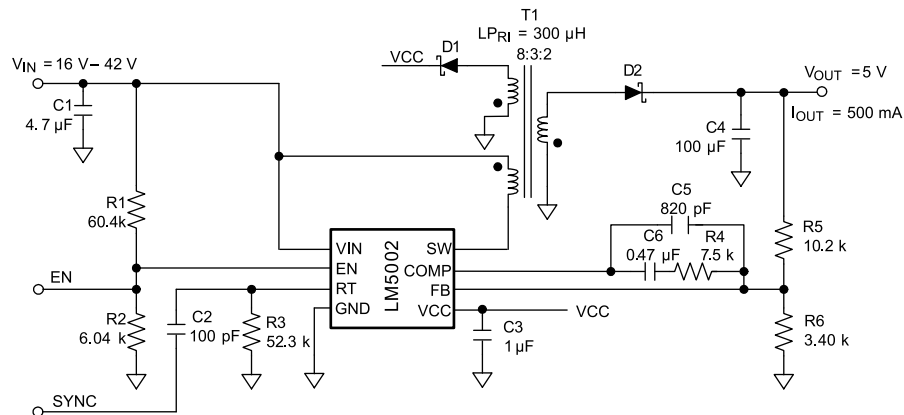 T1
LPRI = 300 µH
8:3:2
VCC
D1
D2
VIN = 16 V– 42 V
VOUT = 5 V
IOUT = 500 mA
C1
4.7 µF
C4
100 µF
R1
60.4k
C5
820 pF
C6
0.47 µF
R4
7.5 k
R5
10.2 k
VIN
EN
RT
GND
LM5002
SW
COMP
FB
VCC
EN
R2
6.04 k
C2
100 pF
R3
52.3 k
C3
1 µF
VCC
R6
3.40 k
SYNC